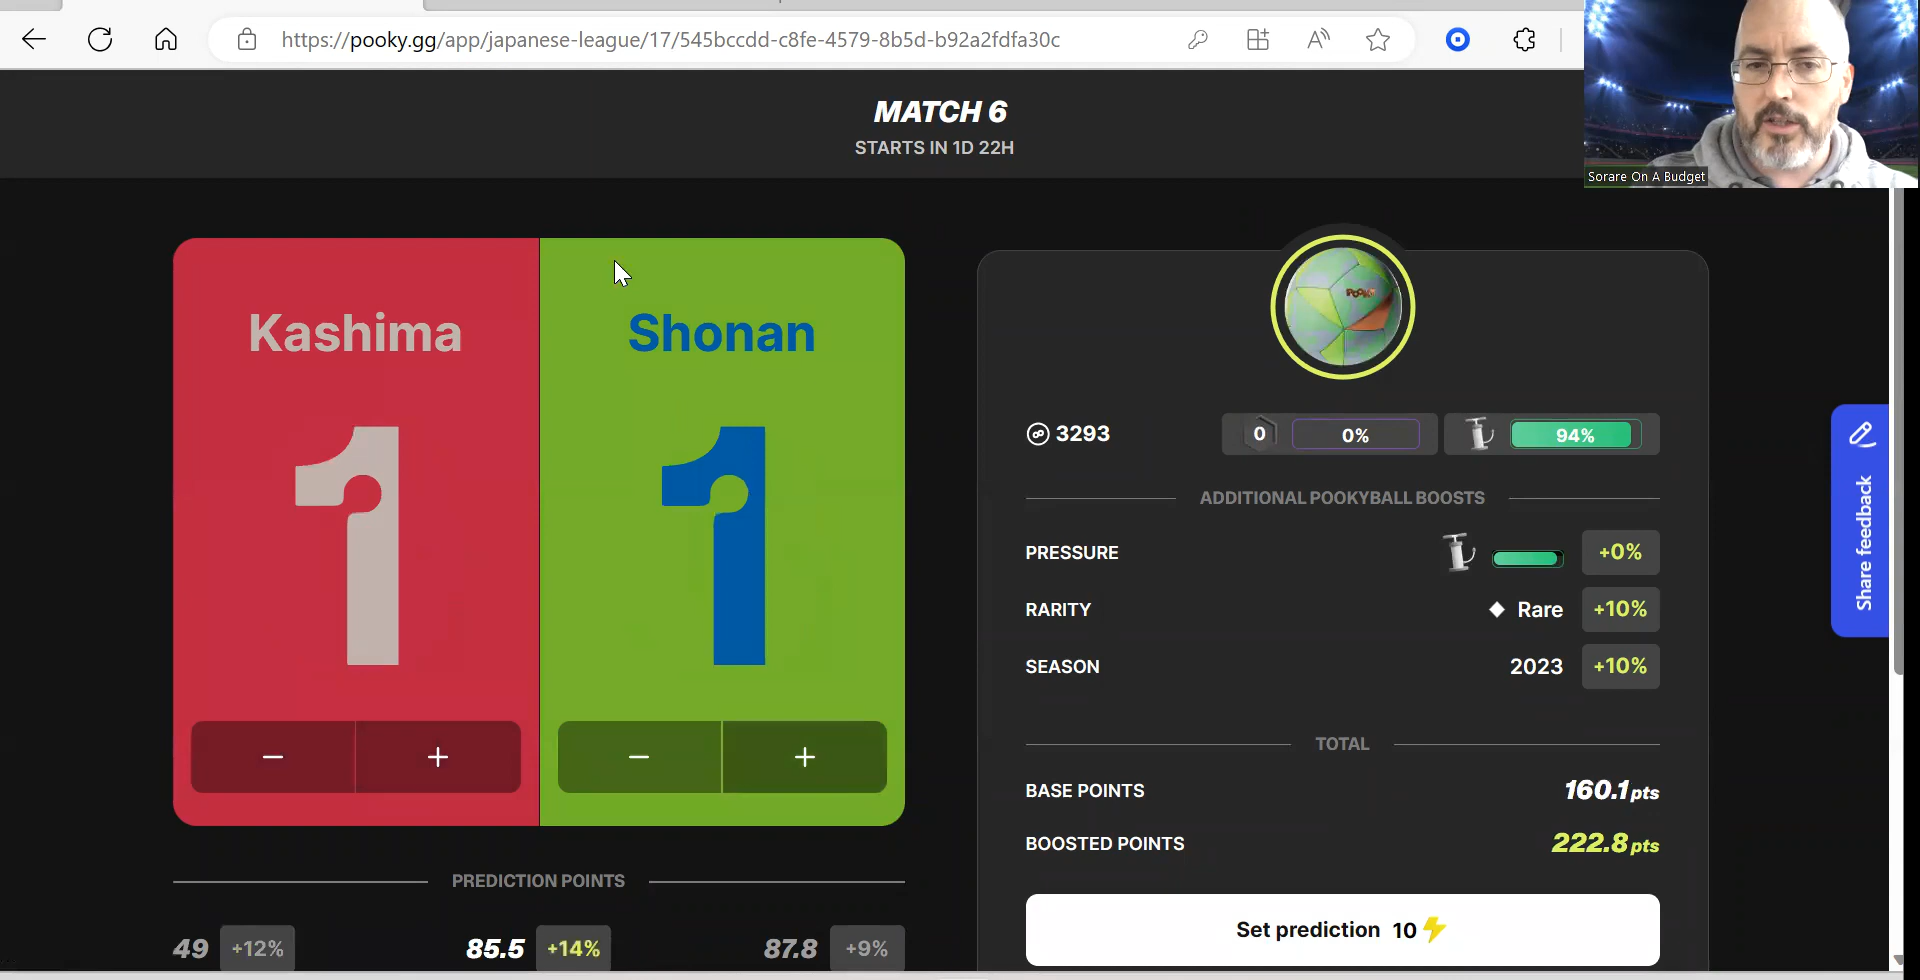 https://pooky.gg/app/japanese-league/17/545bccdd-c8fe-4579-8b5d-b92a2fdfa30c
MATCH 6
STARTS IN 1D 22H
Sorare On A Budget
Kashima
Shonan
1
1
− +
− +
PREDICTION POINTS
49 +12%
85.5 +14%
87.8 +9%
POOKY
3293
0 0%
94%
ADDITIONAL POOKYBALL BOOSTS
PRESSURE +0%
RARITY Rare +10%
SEASON 2023 +10%
TOTAL
BASE POINTS 160.1pts
BOOSTED POINTS 222.8pts
Set prediction 10
Share feedback